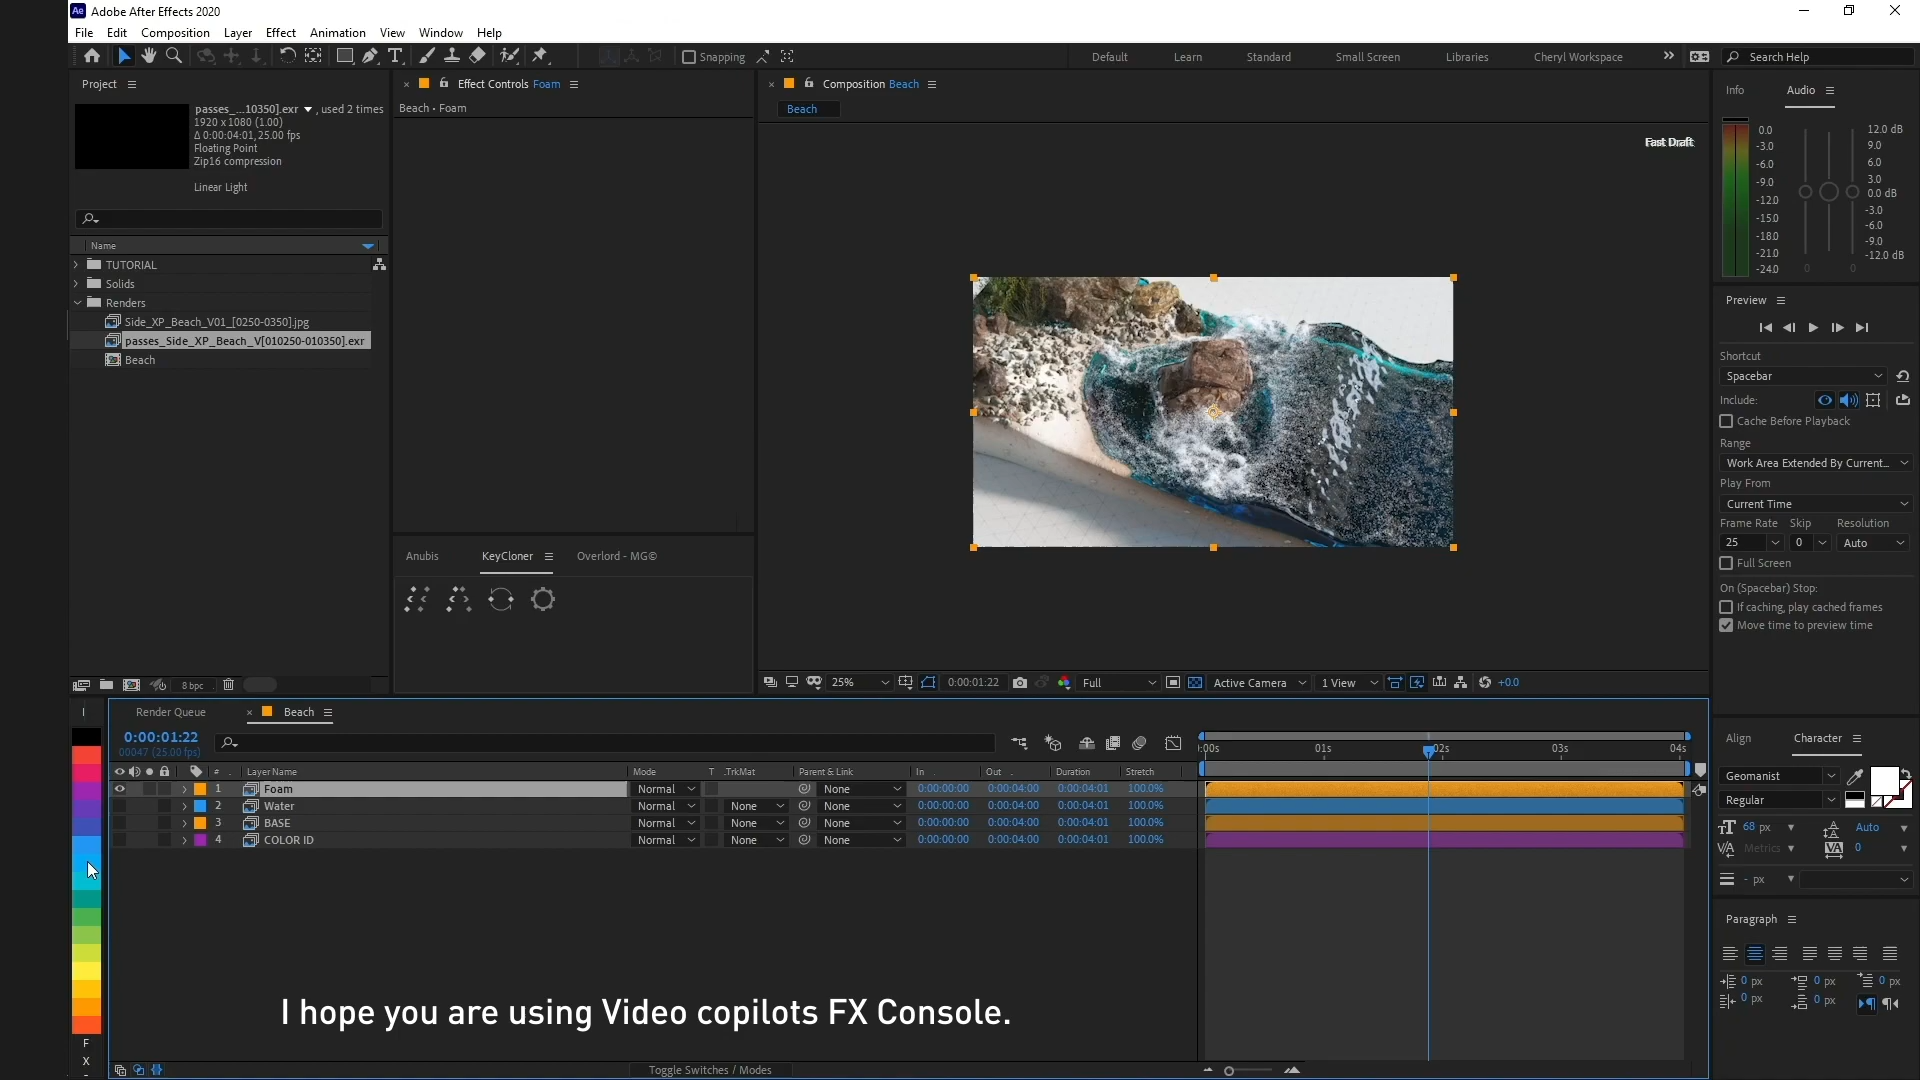 Ae Adobe After Effects 2020
File Edit Composition Layer Effect Animation View Window Help
T Snapping Default Learn Standard Small Screen Libraries Cheryl Workspace » Search Help
Project
passes_...10350].exr , used 2 times
1920 x 1080 (1.00)
Δ 0:00:04:01, 25.00 fps
Floating Point
Zip16 compression
Linear Light
Name
TUTORIAL
Solids
Renders
Side_XP_Beach_V01_[0250-0350].jpg
passes_Side_XP_Beach_V[010250-010350].exr
Beach
8 bpc
Effect Controls Foam
Beach • Foam
Anubis KeyCloner Overlord - MG©
Composition Beach
Beach
Fast Draft
25% 0:00:01:22 Full Active Camera 1 View +0.0
Info Audio
0.0 12.0 dB
-3.0 9.0
-6.0 6.0
-9.0 3.0
-12.0 0.0 dB
-15.0 -3.0
-18.0 -6.0
-21.0 -9.0
-24.0 0 0 -12.0 dB
Preview
Shortcut
Spacebar
Include:
Cache Before Playback
Range
Work Area Extended By Current...
Play From
Current Time
Frame Rate Skip Resolution
25 0 Auto
Full Screen
On (Spacebar) Stop:
If caching, play cached frames
Move time to preview time
Render Queue × Beach
0:00:01:22
00047 (25.00 fps)
:00s 01s 02s 03s 04s
# Layer Name Mode T .TrkMat Parent & Link In Out Duration Stretch
1 Foam Normal None 0:00:00:00 0:00:04:00 0:00:04:01 100.0%
2 Water Normal None None 0:00:00:00 0:00:04:00 0:00:04:01 100.0%
3 BASE Normal None None 0:00:00:00 0:00:04:00 0:00:04:01 100.0%
4 COLOR ID Normal None None 0:00:00:00 0:00:04:00 0:00:04:01 100.0%
I hope you are using Video copilots FX Console.
F
X
Toggle Switches / Modes
Align Character
Geomanist
Regular
68 px Auto
Metrics 0
- px
Paragraph
0 px 0 px 0 px
0 px 0 px